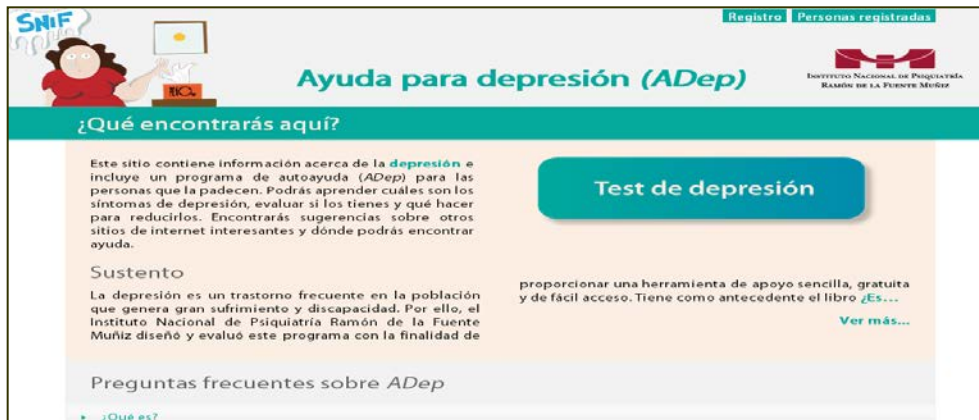 SNIF
Registro Personas registradas
Ayuda para depresión (ADep)
INSTITUTO NACIONAL DE PSIQUIATRÍA
RAMÓN DE LA FUENTE MUÑIZ
¿Qué encontrarás aquí?
Este sitio contiene información acerca de la depresión e
incluye un programa de autoayuda (ADep) para las
personas que la padecen. Podrás aprender cuáles son los
síntomas de depresión, evaluar si los tienes y qué hacer
para reducirlos. Encontrarás sugerencias sobre otros
sitios de internet interesantes y dónde podrás encontrar
ayuda.
Test de depresión
Sustento
La depresión es un trastorno frecuente en la población
que genera gran sufrimiento y discapacidad. Por ello, el
Instituto Nacional de Psiquiatría Ramón de la Fuente
Muñiz diseñó y evaluó este programa con la finalidad de
proporcionar una herramienta de apoyo sencilla, gratuita
y de fácil acceso. Tiene como antecedente el libro ¿Es...
Ver más...
Preguntas frecuentes sobre ADep
¿Qué es?